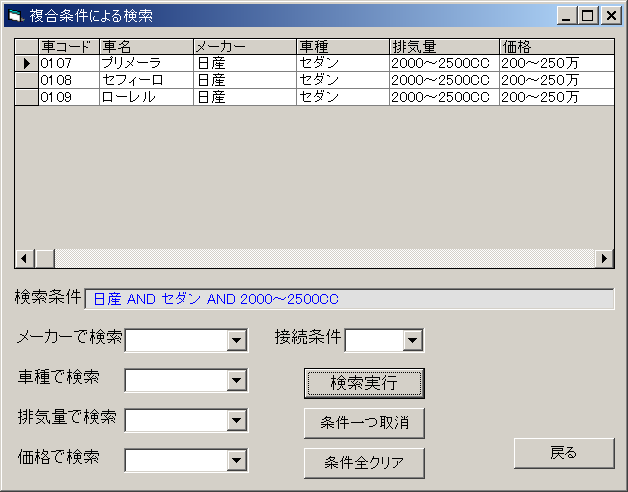 複合条件による検索
車コード 車名 メーカー 車種 排気量 価格
0107 プリメーラ 日産 セダン 2000～2500CC 200～250万
0108 セフィーロ 日産 セダン 2000～2500CC 200～250万
0109 ローレル 日産 セダン 2000～2500CC 200～250万
検索条件 日産 AND セダン AND 2000～2500CC
メーカーで検索 接続条件
車種で検索 検索実行
排気量で検索 条件一つ取消
価格で検索 条件全クリア 戻る